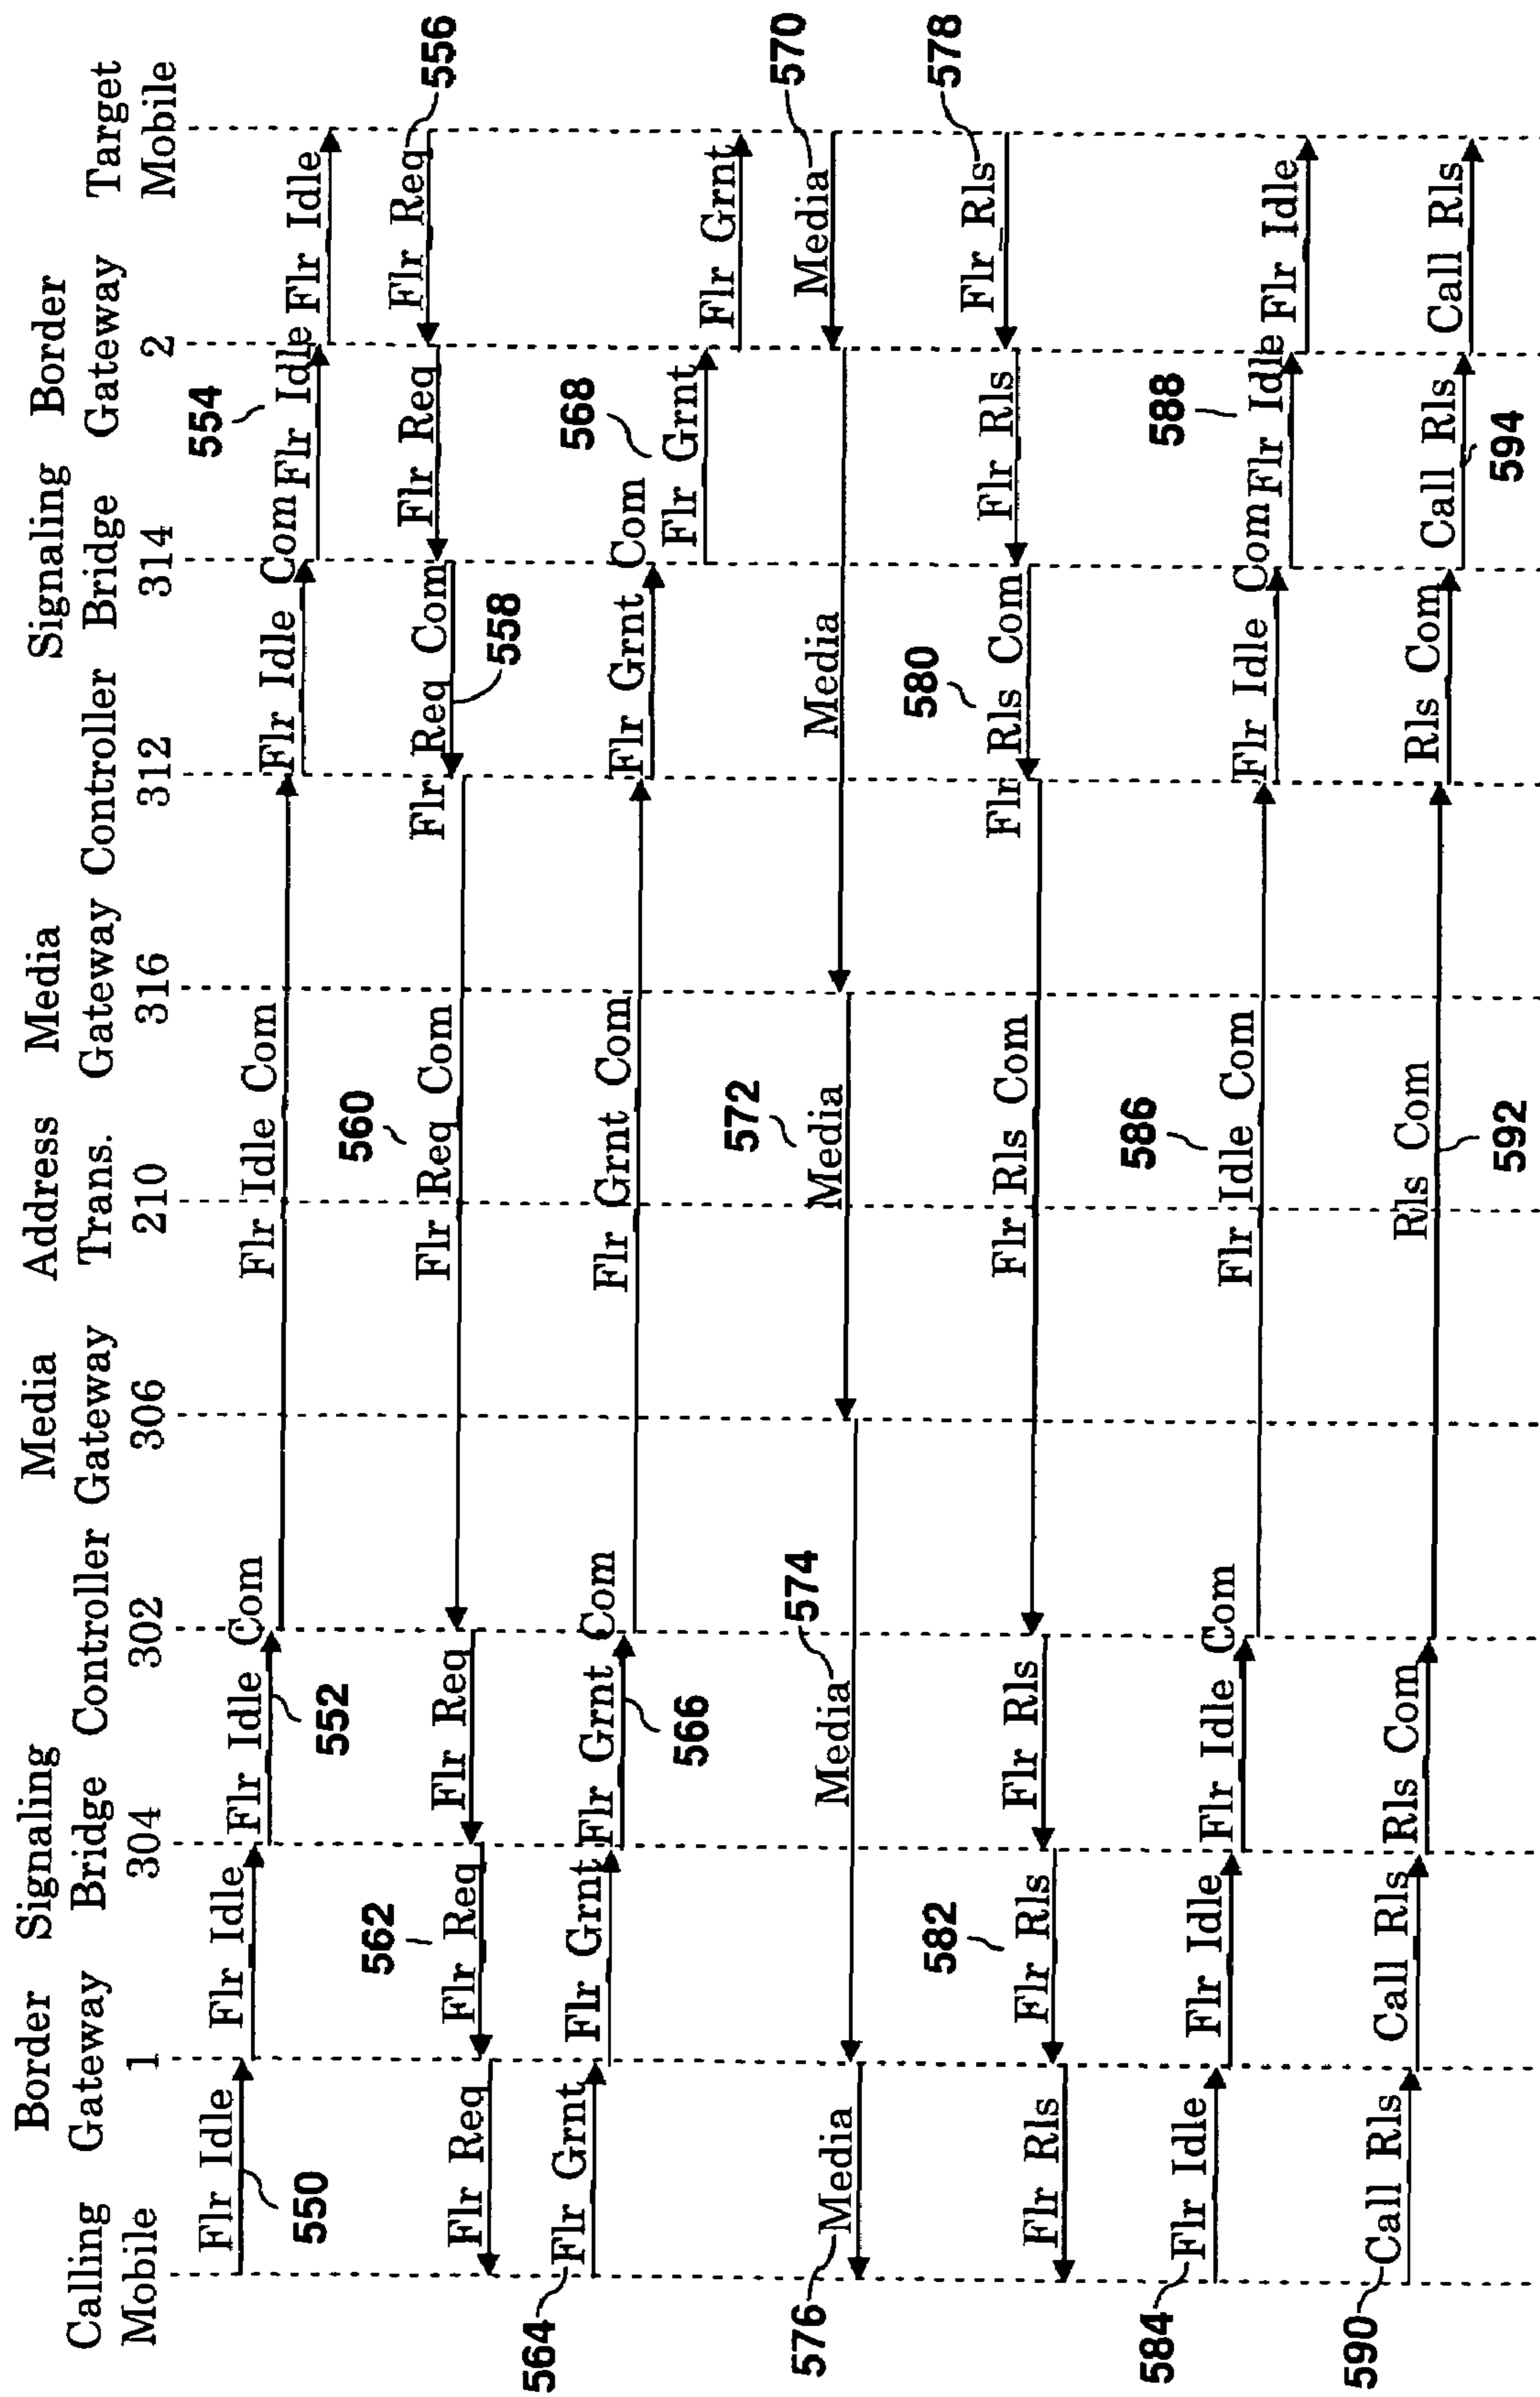 Calling
Mobile
Border
Gateway
1
Signaling
Bridge
304
Controller
302
Media
Gateway
306
Address
Trans.
210
Media
Gateway
316
Controller
312
Signaling
Bridge
314
Border
Gateway
2
Target
Mobile
Flr Idle
550
Flr Idle
Flr Idle Com
552
Flr Idle Com
Flr Idle Com
Flr Idle
554
Flr Idle
Flr Req
556
Flr Req
Flr Req Com
558
Flr Req Com
560
Flr Req
Flr Req
562
Flr Req
564
Flr Grnt
Flr Grnt
Flr Grnt Com
566
Flr Grnt Com
Flr Grnt Com
Flr Grnt
568
Flr Grnt
Media
570
Media
Media
572
Media
574
Media
576
Flr Rls
578
Flr Rls
Flr Rls Com
580
Flr Rls Com
Flr Rls
Flr Rls
582
Flr Rls
584
Flr Idle
Flr Idle
Flr Idle Com
Flr Idle Com
586
Flr Idle Com
Flr Idle
588
Flr Idle
590
Call Rls
Call Rls
Rls Com
Rls Com
592
Rls Com
Call Rls
594
Call Rls